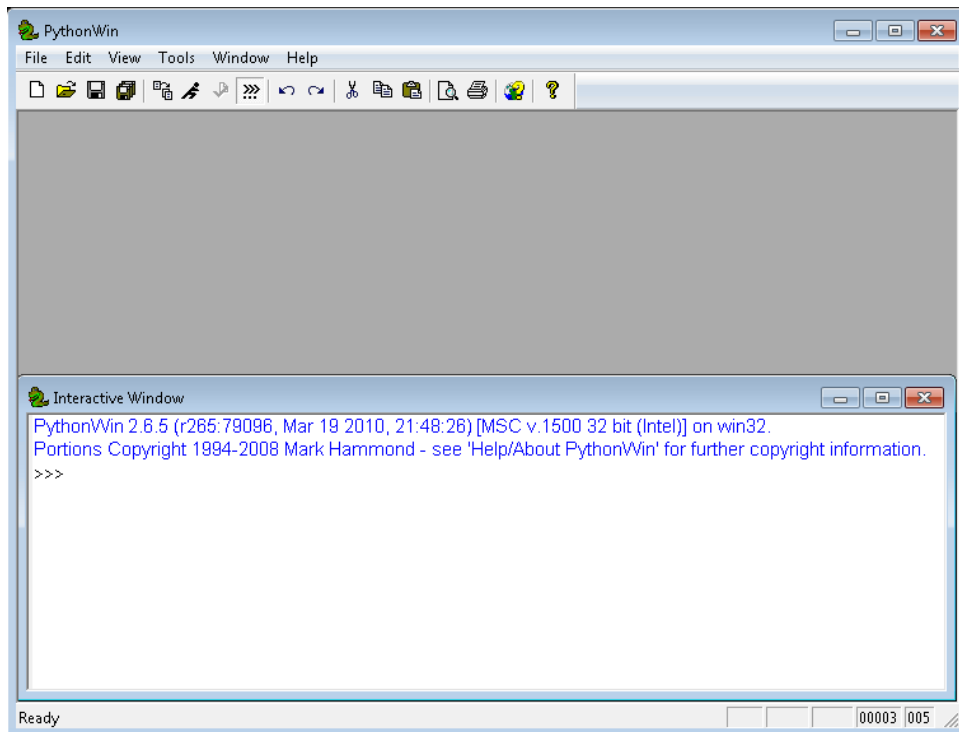 PythonWin
File Edit View Tools Window Help
Interactive Window
PythonWin 2.6.5 (r265:79096, Mar 19 2010, 21:48:26) [MSC v.1500 32 bit (Intel)] on win32.
Portions Copyright 1994-2008 Mark Hammond - see 'Help/About PythonWin' for further copyright information.
>>>
Ready 00003 005